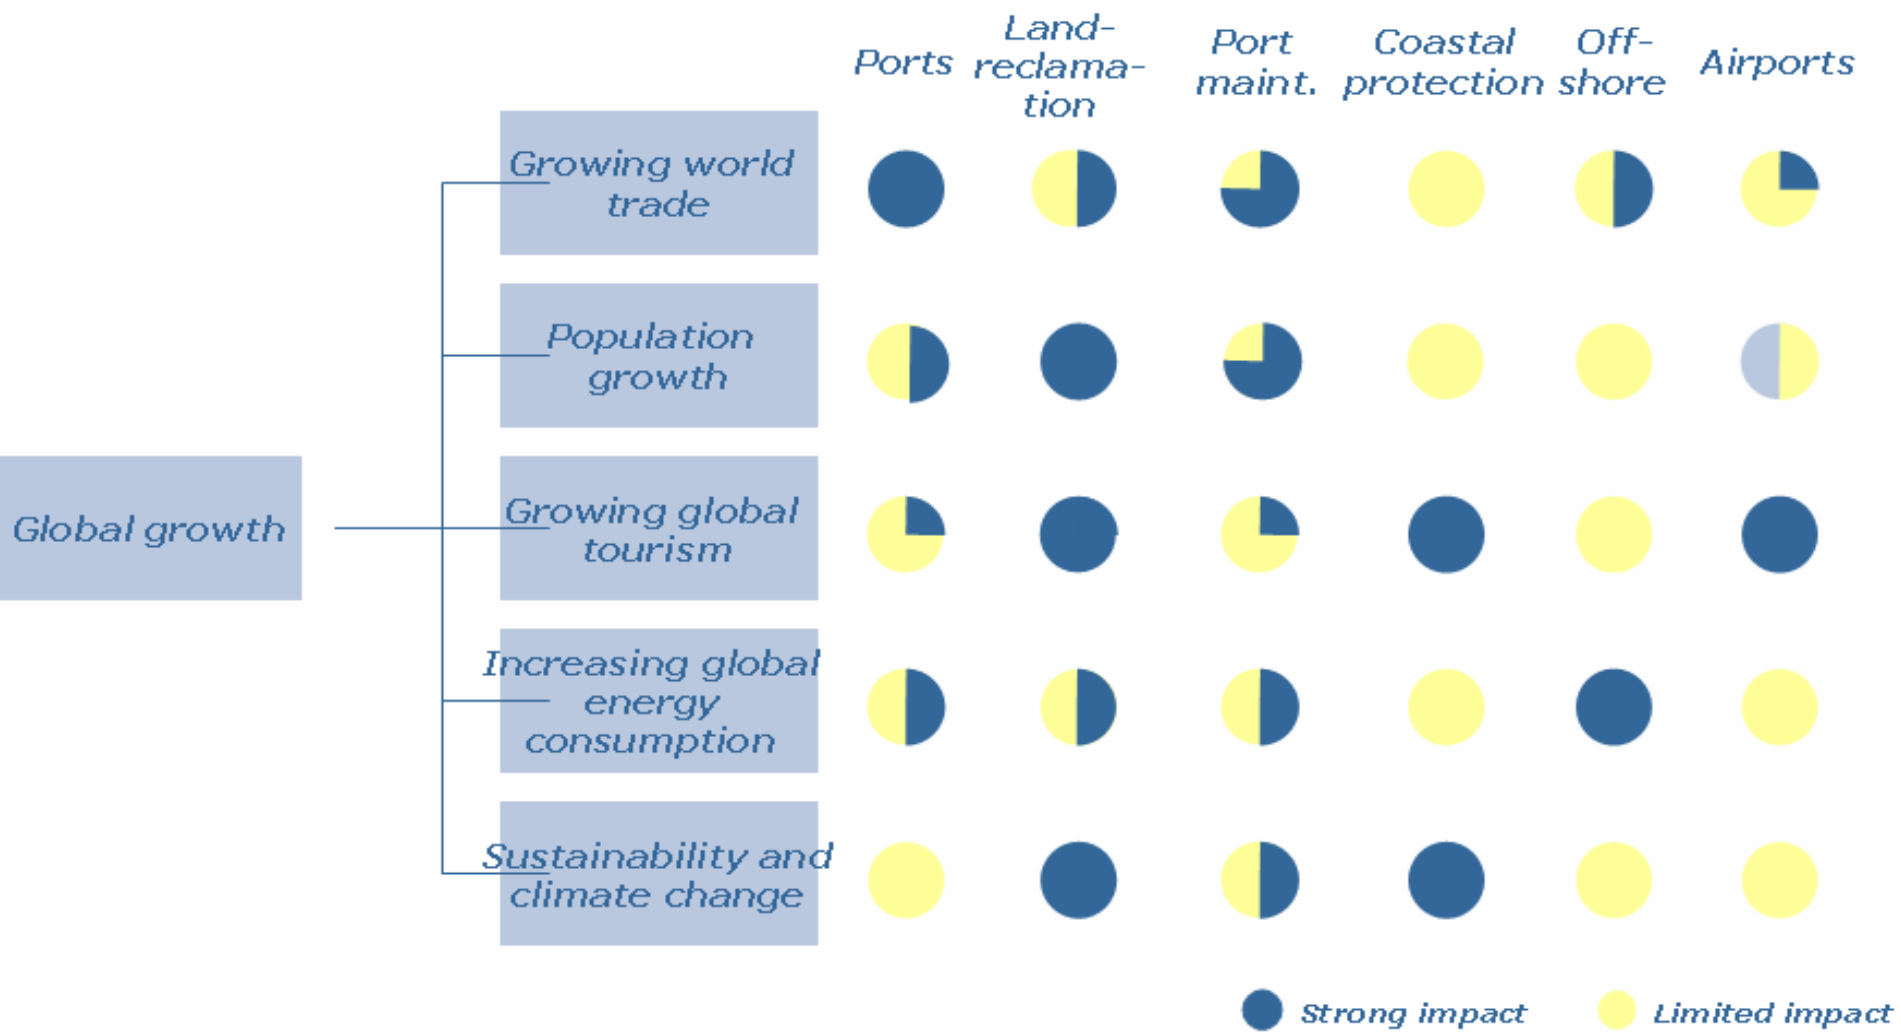 Ports
Land-
reclama-
tion
Port
maint.
Coastal
protection
Off-
shore
Airports
Growing world
trade
Population
growth
Global growth
Growing global
tourism
Increasing global
energy
consumption
Sustainability and
climate change
Strong impact
Limited impact